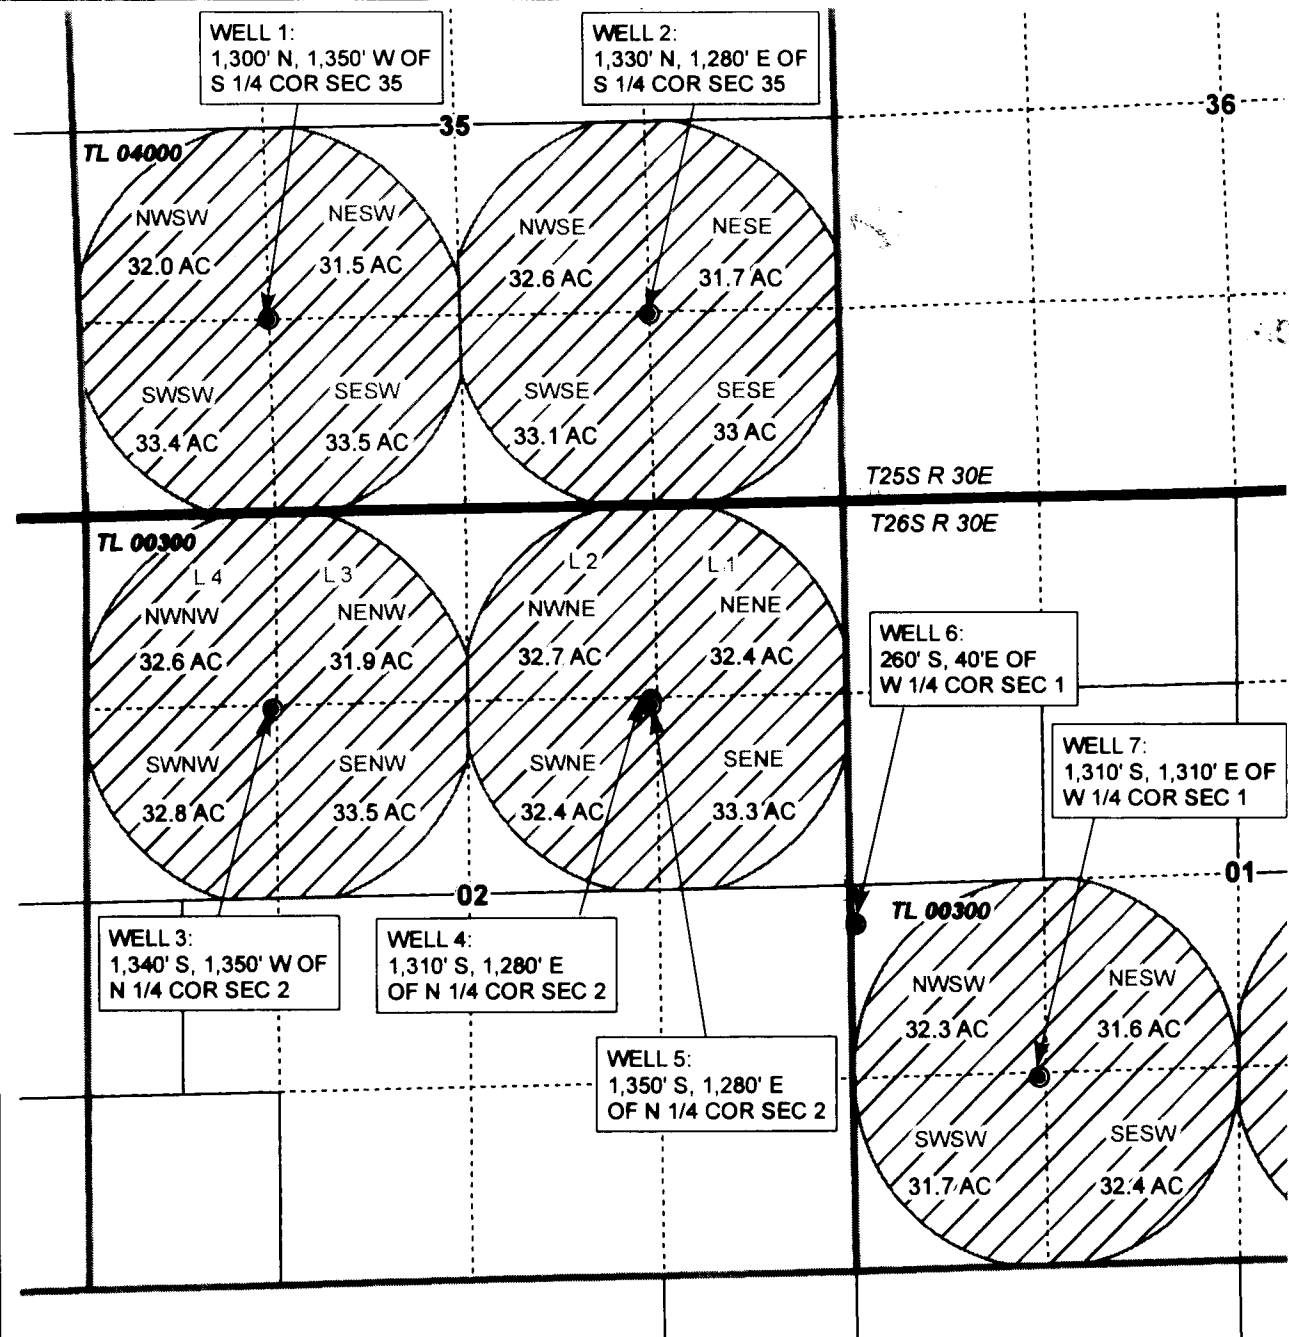 WELL 1:
1,300' N, 1,350' W OF
S 1/4 COR SEC 35
WELL 2:
1,330' N, 1,280' E OF
S 1/4 COR SEC 35
35
36
TL 04000
NWSW
32.0 AC
NESW
31.5 AC
NWSE
32.6 AC
NESE
31.7 AC
SWSW
33.4 AC
SESW
33.5 AC
SWSE
33.1 AC
SESE
33 AC
T25S R 30E
T26S R 30E
TL 00300
L 4
L 3
L 2
L 1
NWNW
32.6 AC
NENW
31.9 AC
NWNE
32.7 AC
NENE
32.4 AC
WELL 6:
260' S, 40'E OF
W 1/4 COR SEC 1
SWNW
32.8 AC
SENW
33.5 AC
SWNE
32.4 AC
SENE
33.3 AC
WELL 7:
1,310' S, 1,310' E OF
W 1/4 COR SEC 1
02
01
WELL 3:
1,340' S, 1,350' W OF
N 1/4 COR SEC 2
WELL 4:
1,310' S, 1,280' E
OF N 1/4 COR SEC 2
WELL 5:
1,350' S, 1,280' E
OF N 1/4 COR SEC 2
TL 00300
NWSW
32.3 AC
NESW
31.6 AC
SWSW
31.7 AC
SESW
32.4 AC